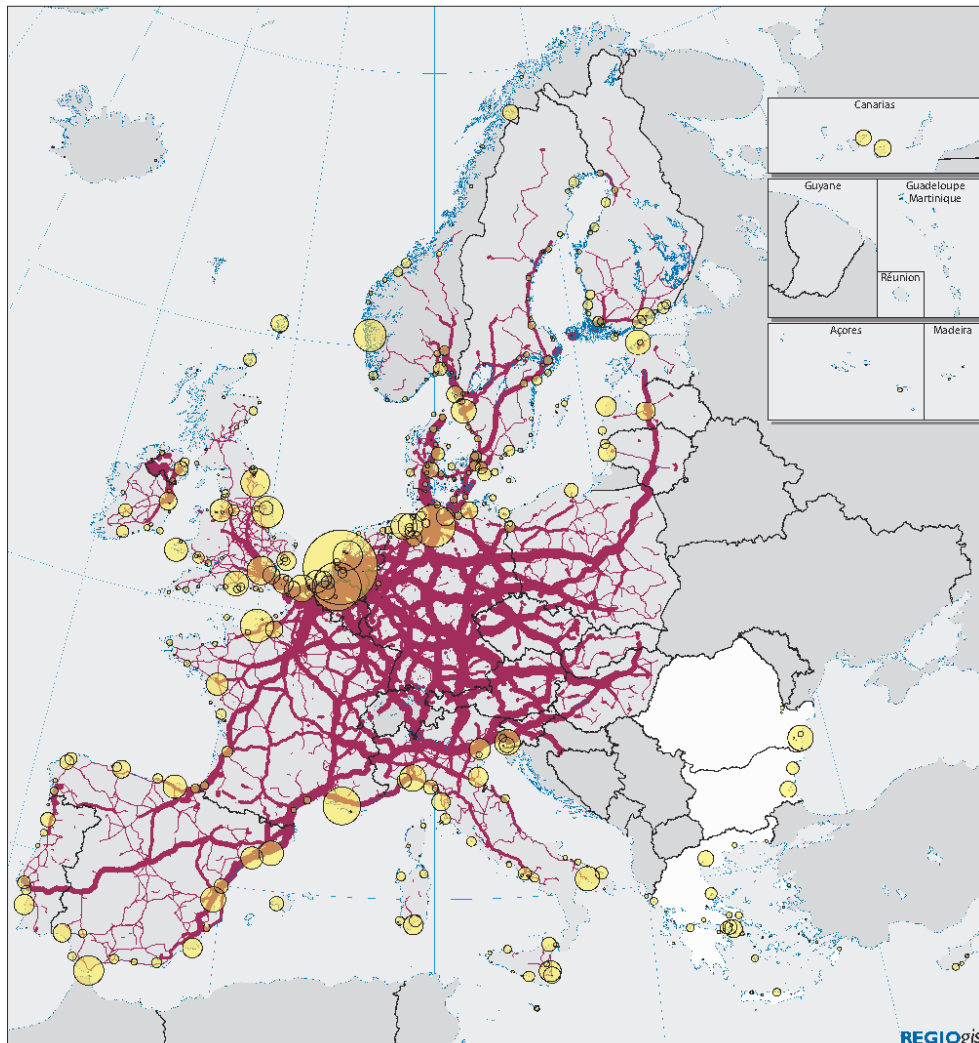 Canarias
Guyane
Guadeloupe
Martinique
Réunion
Açores
Madeira
REGIOgis